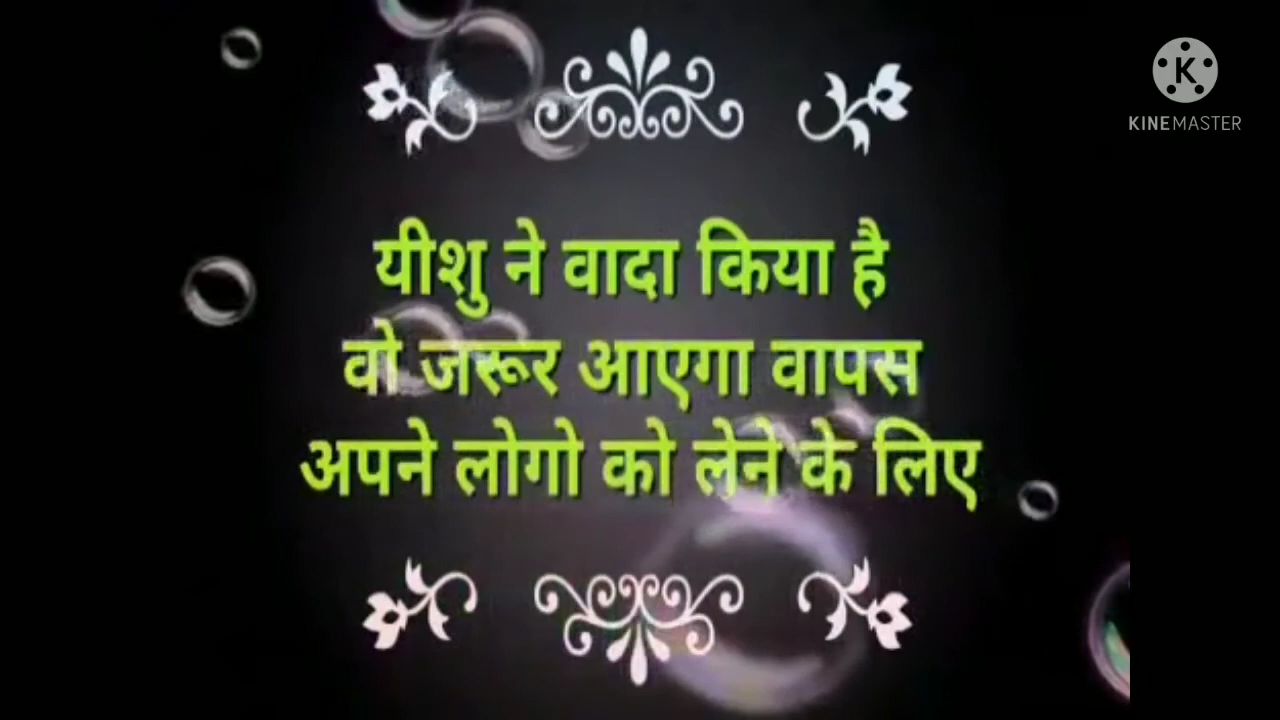 KINEMASTER
यीशु ने वादा किया है
वो जरूर आएगा वापस
अपने लोगो को लेने के लिए